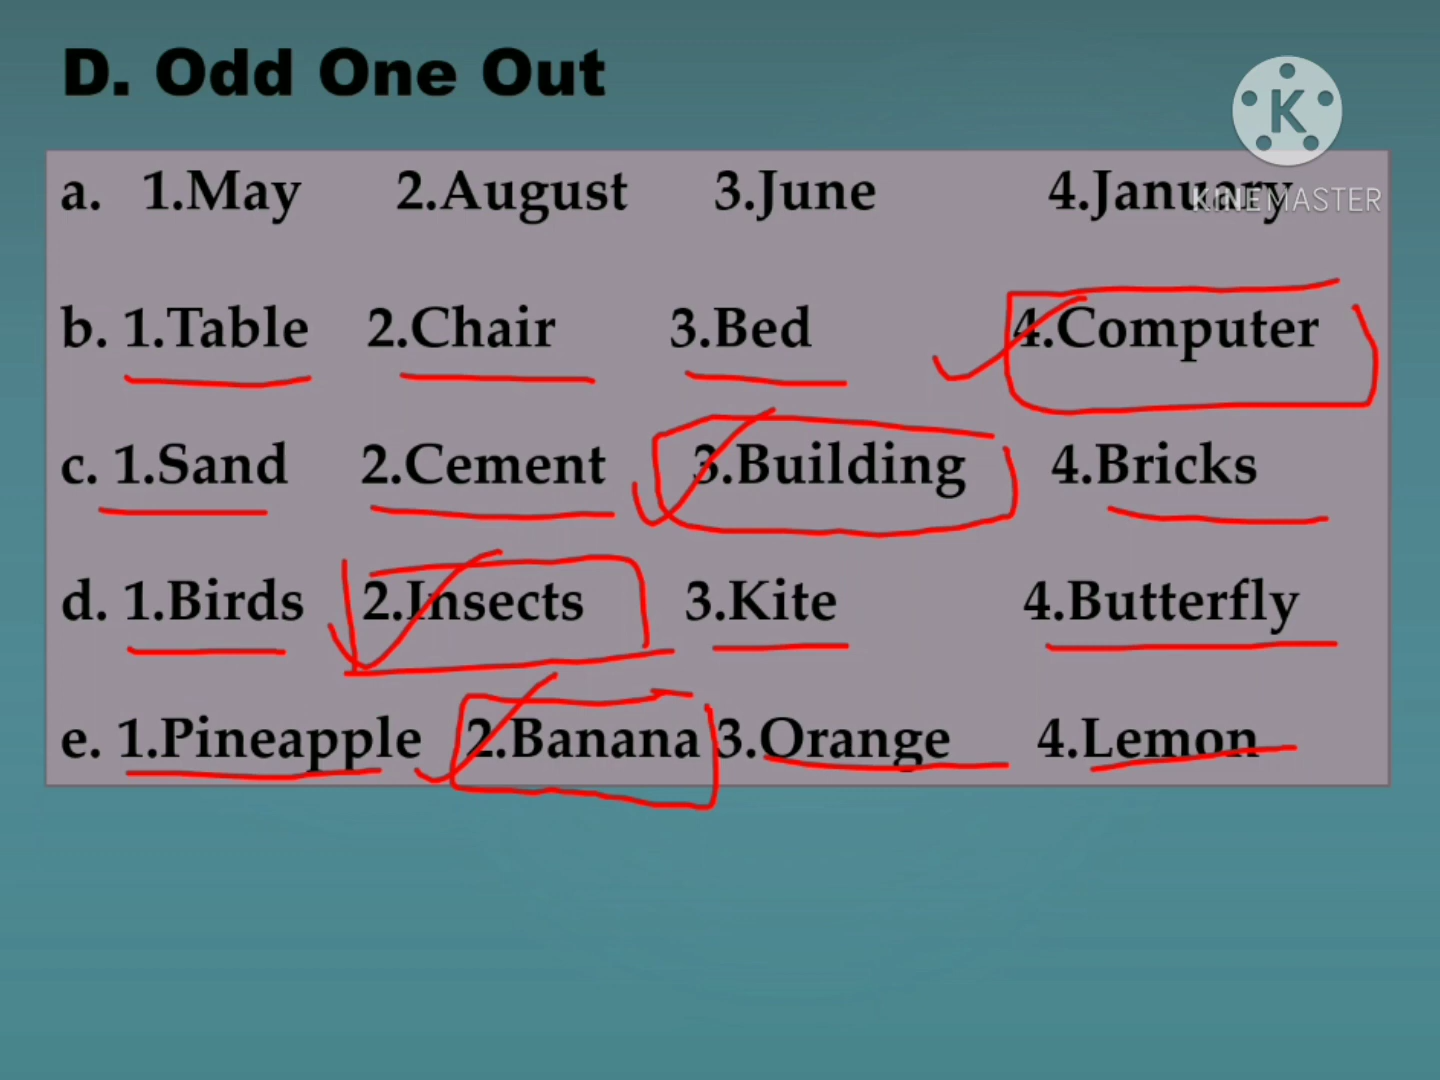 D. Odd One Out
K
KINEMASTER
a. 1.May 2.August 3.June 4.January
b. 1.Table 2.Chair 3.Bed 4.Computer
c. 1.Sand 2.Cement 3.Building 4.Bricks
d. 1.Birds 2.Insects 3.Kite 4.Butterfly
e. 1.Pineapple 2.Banana 3.Orange 4.Lemon